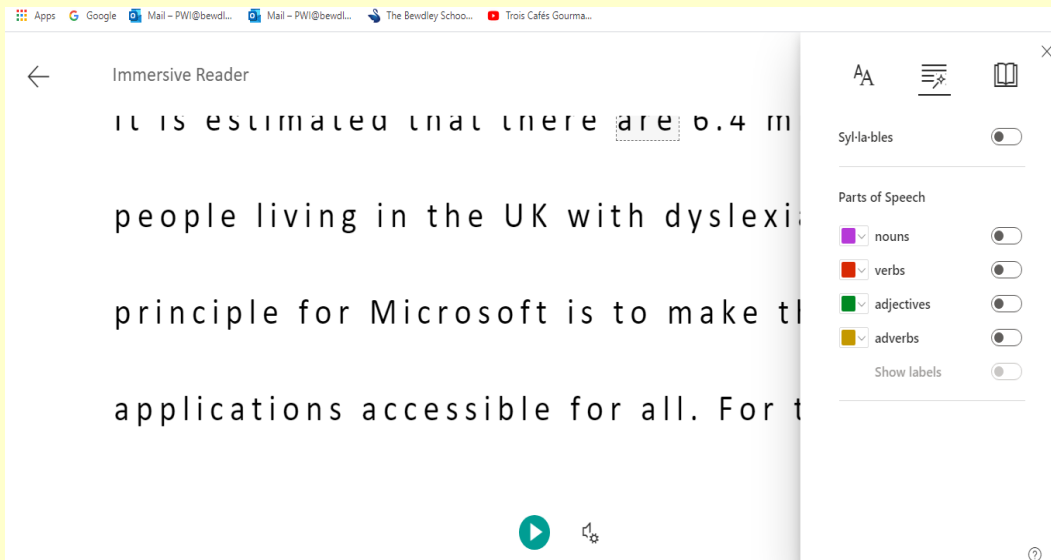 Apps Google Mail – PWI@bewdl... Mail – PWI@bewdl... The Bewdley Schoo... Trois Cafés Gourma...
Immersive Reader
it is estimated that there are 6.4 m
people living in the UK with dyslexi
principle for Microsoft is to make th
applications accessible for all. For t
Syl·la·bles
Parts of Speech
nouns
verbs
adjectives
adverbs
Show labels